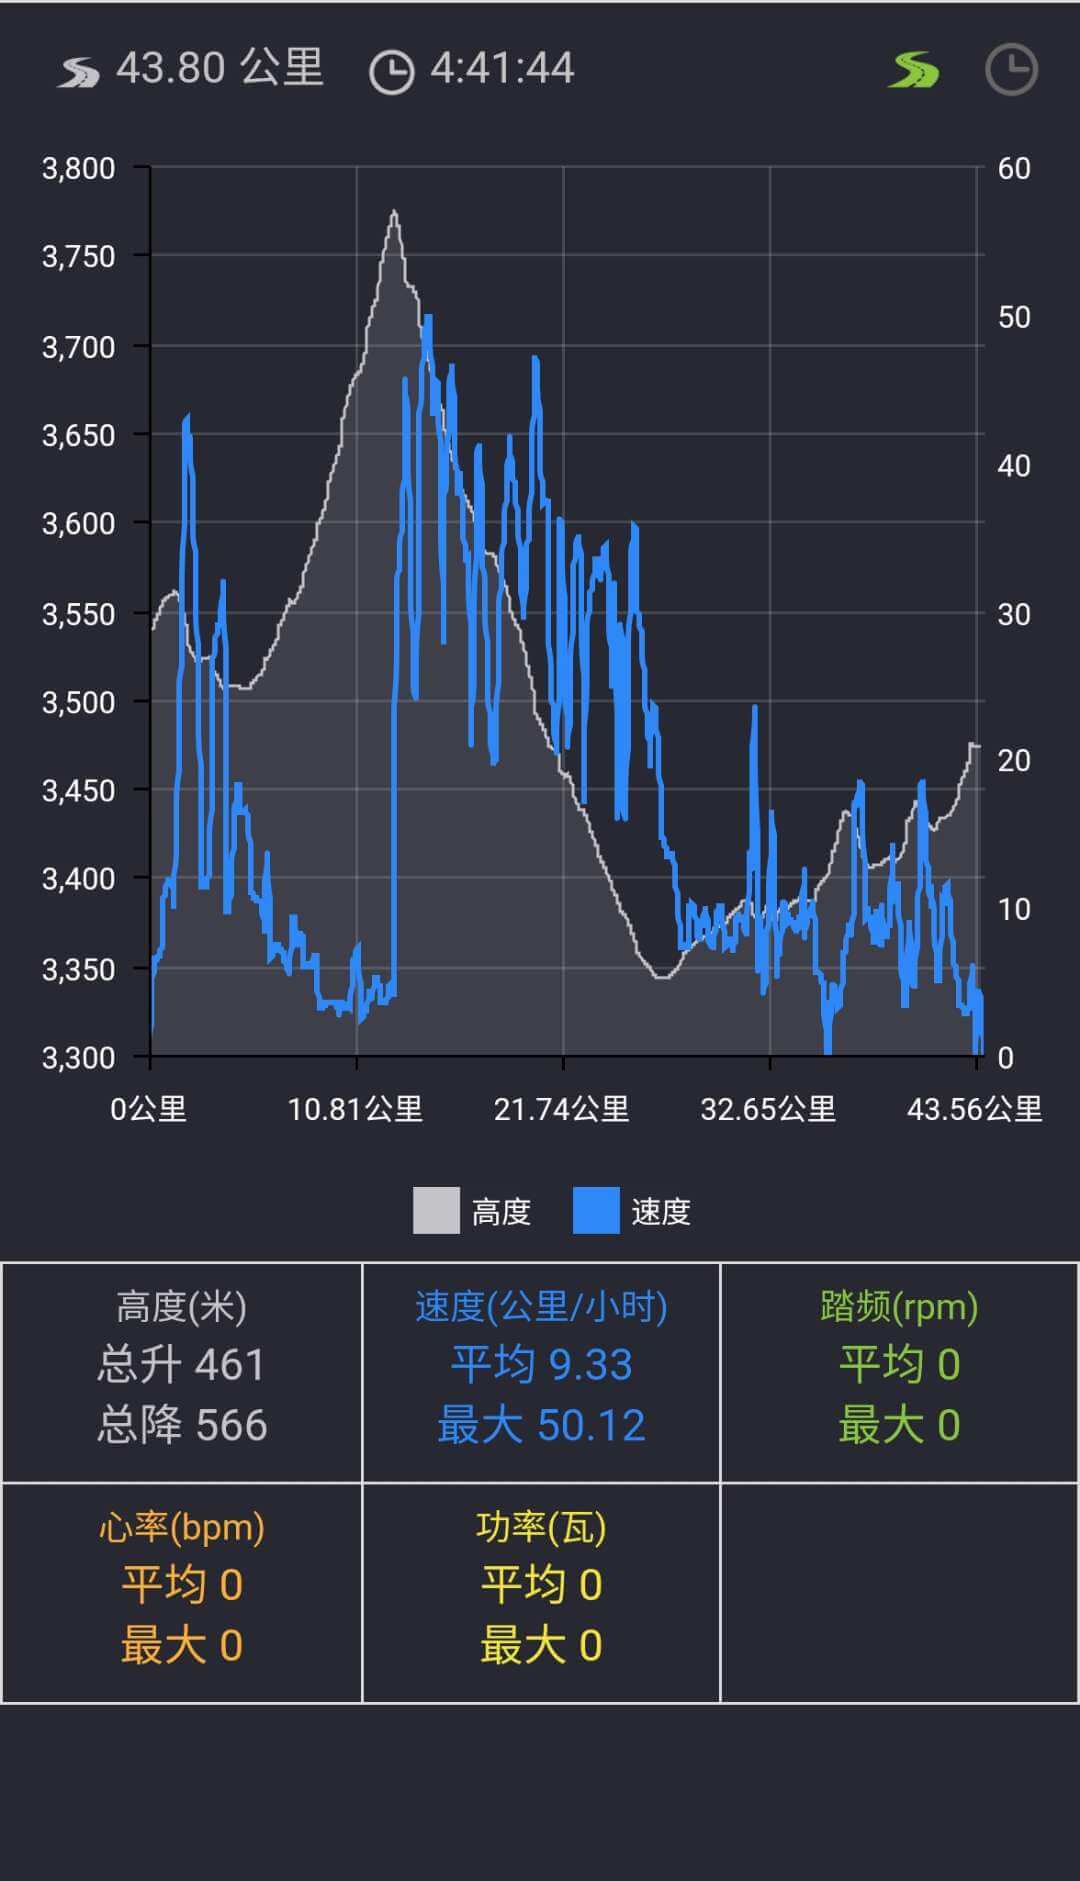 43.80 公里 4:41:44
3,800 60
3,750
50
3,700
3,650
40
3,600
3,550 30
3,500
20
3,450
3,400
10
3,350
3,300 0
0公里 10.81公里 21.74公里 32.65公里 43.56公里
高度 速度
高度(米) 速度(公里/小时) 踏频(rpm)
总升 461 平均 9.33 平均 0
总降 566 最大 50.12 最大 0
心率(bpm) 功率(瓦)
平均 0 平均 0
最大 0 最大 0